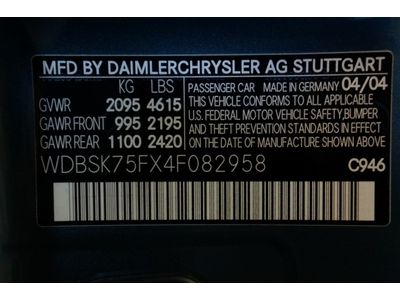 MFD BY DAIMLERCHRYSLER AG STUTTGART
KG LBS
GVWR 2095 4615
GAWR FRONT 995 2195
GAWR REAR 1100 2420
PASSENGER CAR MADE IN GERMANY 04/04
THIS VEHICLE CONFORMS TO ALL APPLICABLE
U.S. FEDERAL MOTOR VEHICLE SAFETY, BUMPER
AND THEFT PREVENTION STANDARDS IN EFFECT
ON THE DATE OF MANUFACTURE SHOWN ABOVE
WDBSK75FX4F082958
C946